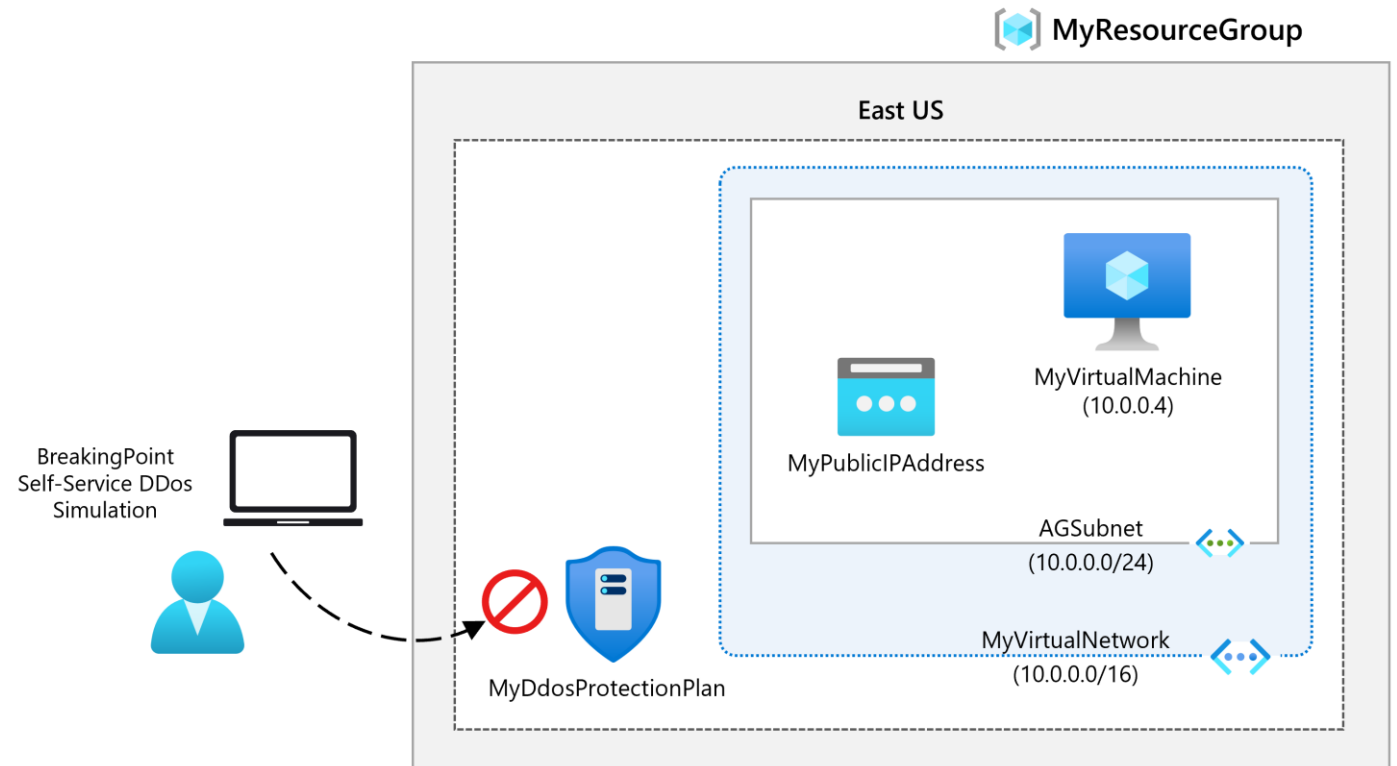 MyResourceGroup
East US
MyVirtualMachine
(10.0.0.4)
MyPublicIPAddress
BreakingPoint
Self-Service DDos
Simulation
AGSubnet
(10.0.0.0/24)
MyVirtualNetwork
(10.0.0.0/16)
MyDdosProtectionPlan